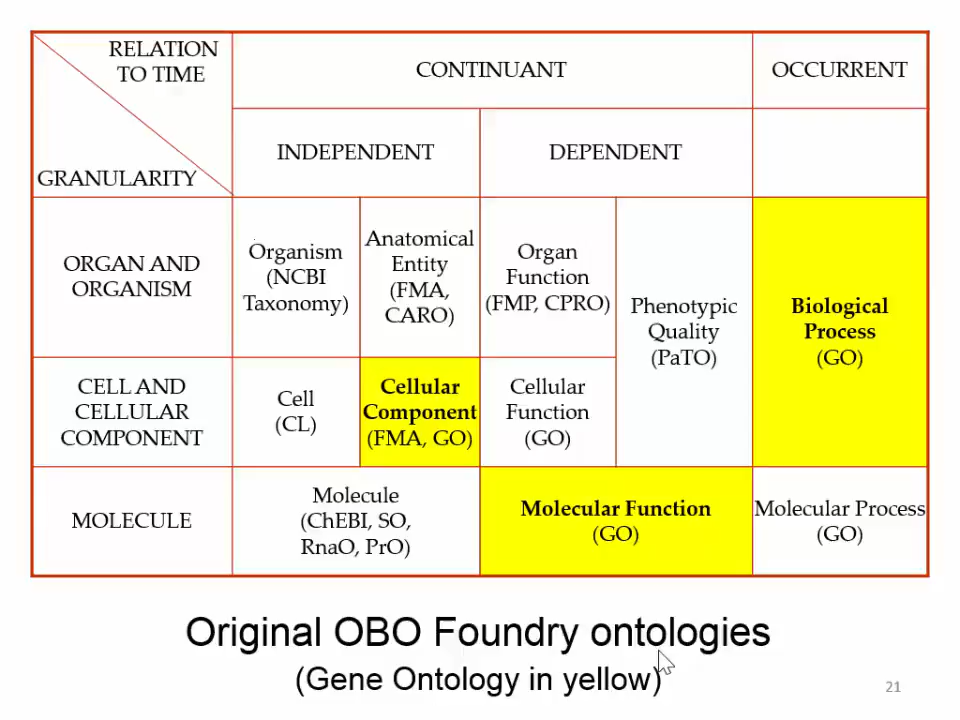 RELATION
TO TIME
GRANULARITY
CONTINUANT
OCCURRENT
INDEPENDENT
DEPENDENT
ORGAN AND
ORGANISM
Organism
(NCBI
Taxonomy)
Anatomical
Entity
(FMA,
CARO)
Organ
Function
(FMP, CPRO)
Phenotypic
Quality
(PaTO)
Biological
Process
(GO)
CELL AND
CELLULAR
COMPONENT
Cell
(CL)
Cellular
Component
(FMA, GO)
Cellular
Function
(GO)
MOLECULE
Molecule
(ChEBI, SO,
RnaO, PrO)
Molecular Function
(GO)
Molecular Process
(GO)
Original OBO Foundry ontologies
(Gene Ontology in yellow)
21